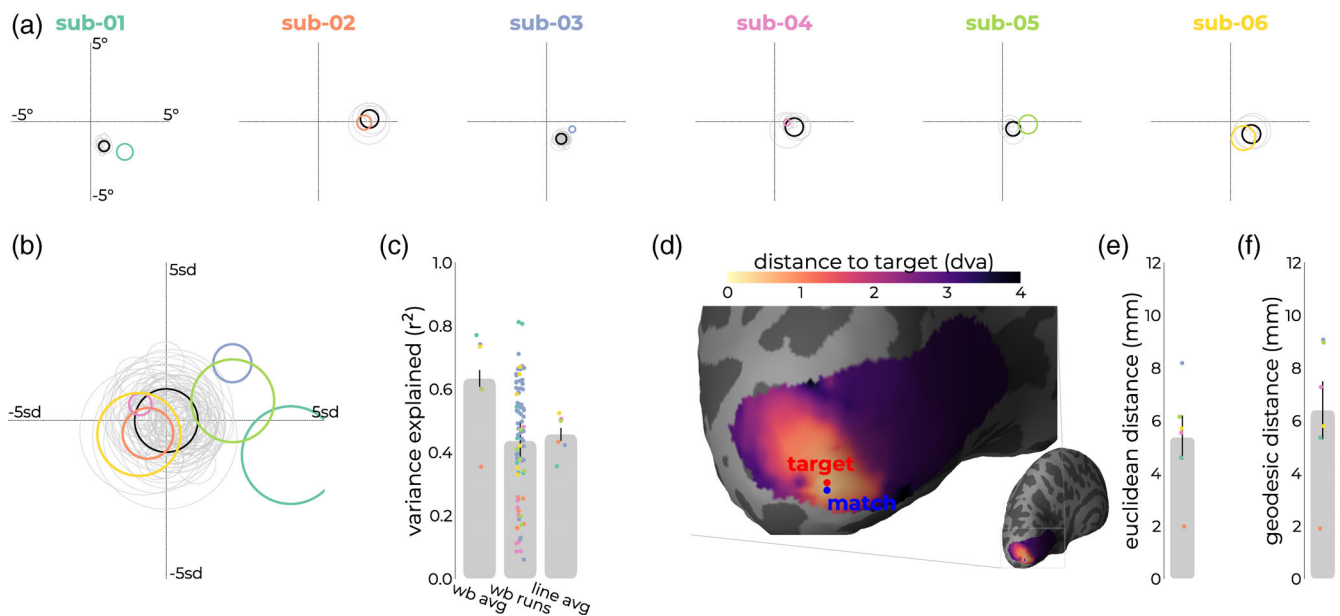 (a)
sub-01
sub-02
sub-03
sub-04
sub-05
sub-06
5°
-5°
5°
-5°
(b)
5sd
-5sd
5sd
-5sd
(c)
variance explained (r²)
1.0
0.8
0.6
0.4
0.2
0.0
wb avg
wb runs
line avg
(d)
distance to target (dva)
0
1
2
3
4
target
match
(e)
euclidean distance (mm)
12
10
8
6
4
2
0
(f)
geodesic distance (mm)
12
10
8
6
4
2
0